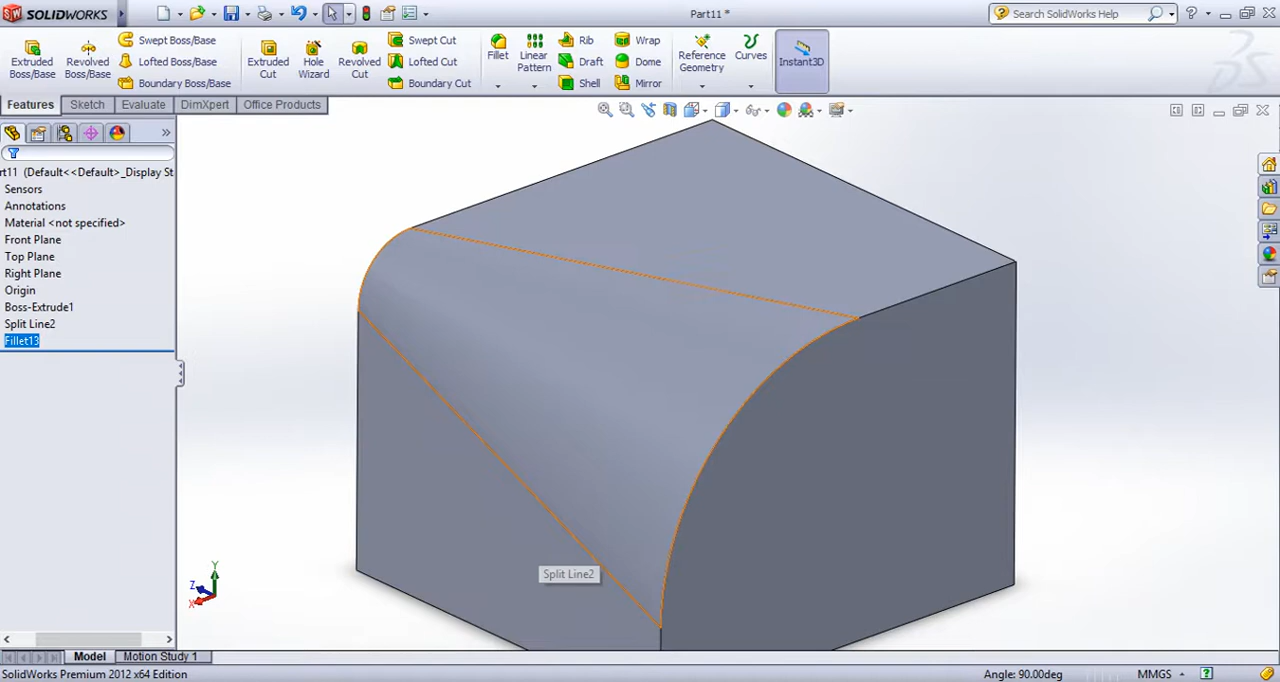 SW SOLIDWORKS
Part11 *
Search SolidWorks Help
Extruded Boss/Base
Revolved Boss/Base
Swept Boss/Base
Lofted Boss/Base
Boundary Boss/Base
Extruded Cut
Hole Wizard
Revolved Cut
Swept Cut
Lofted Cut
Boundary Cut
Fillet
Linear Pattern
Rib
Draft
Shell
Wrap
Dome
Mirror
Reference Geometry
Curves
Instant3D
Features
Sketch
Evaluate
DimXpert
Office Products
rt11 (Default<<Default>_Display St
Sensors
Annotations
Material <not specified>
Front Plane
Top Plane
Right Plane
Origin
Boss-Extrude1
Split Line2
Fillet13
Split Line2
Y
Z
X
Model
Motion Study 1
SolidWorks Premium 2012 x64 Edition
Angle: 90.00deg
MMGS